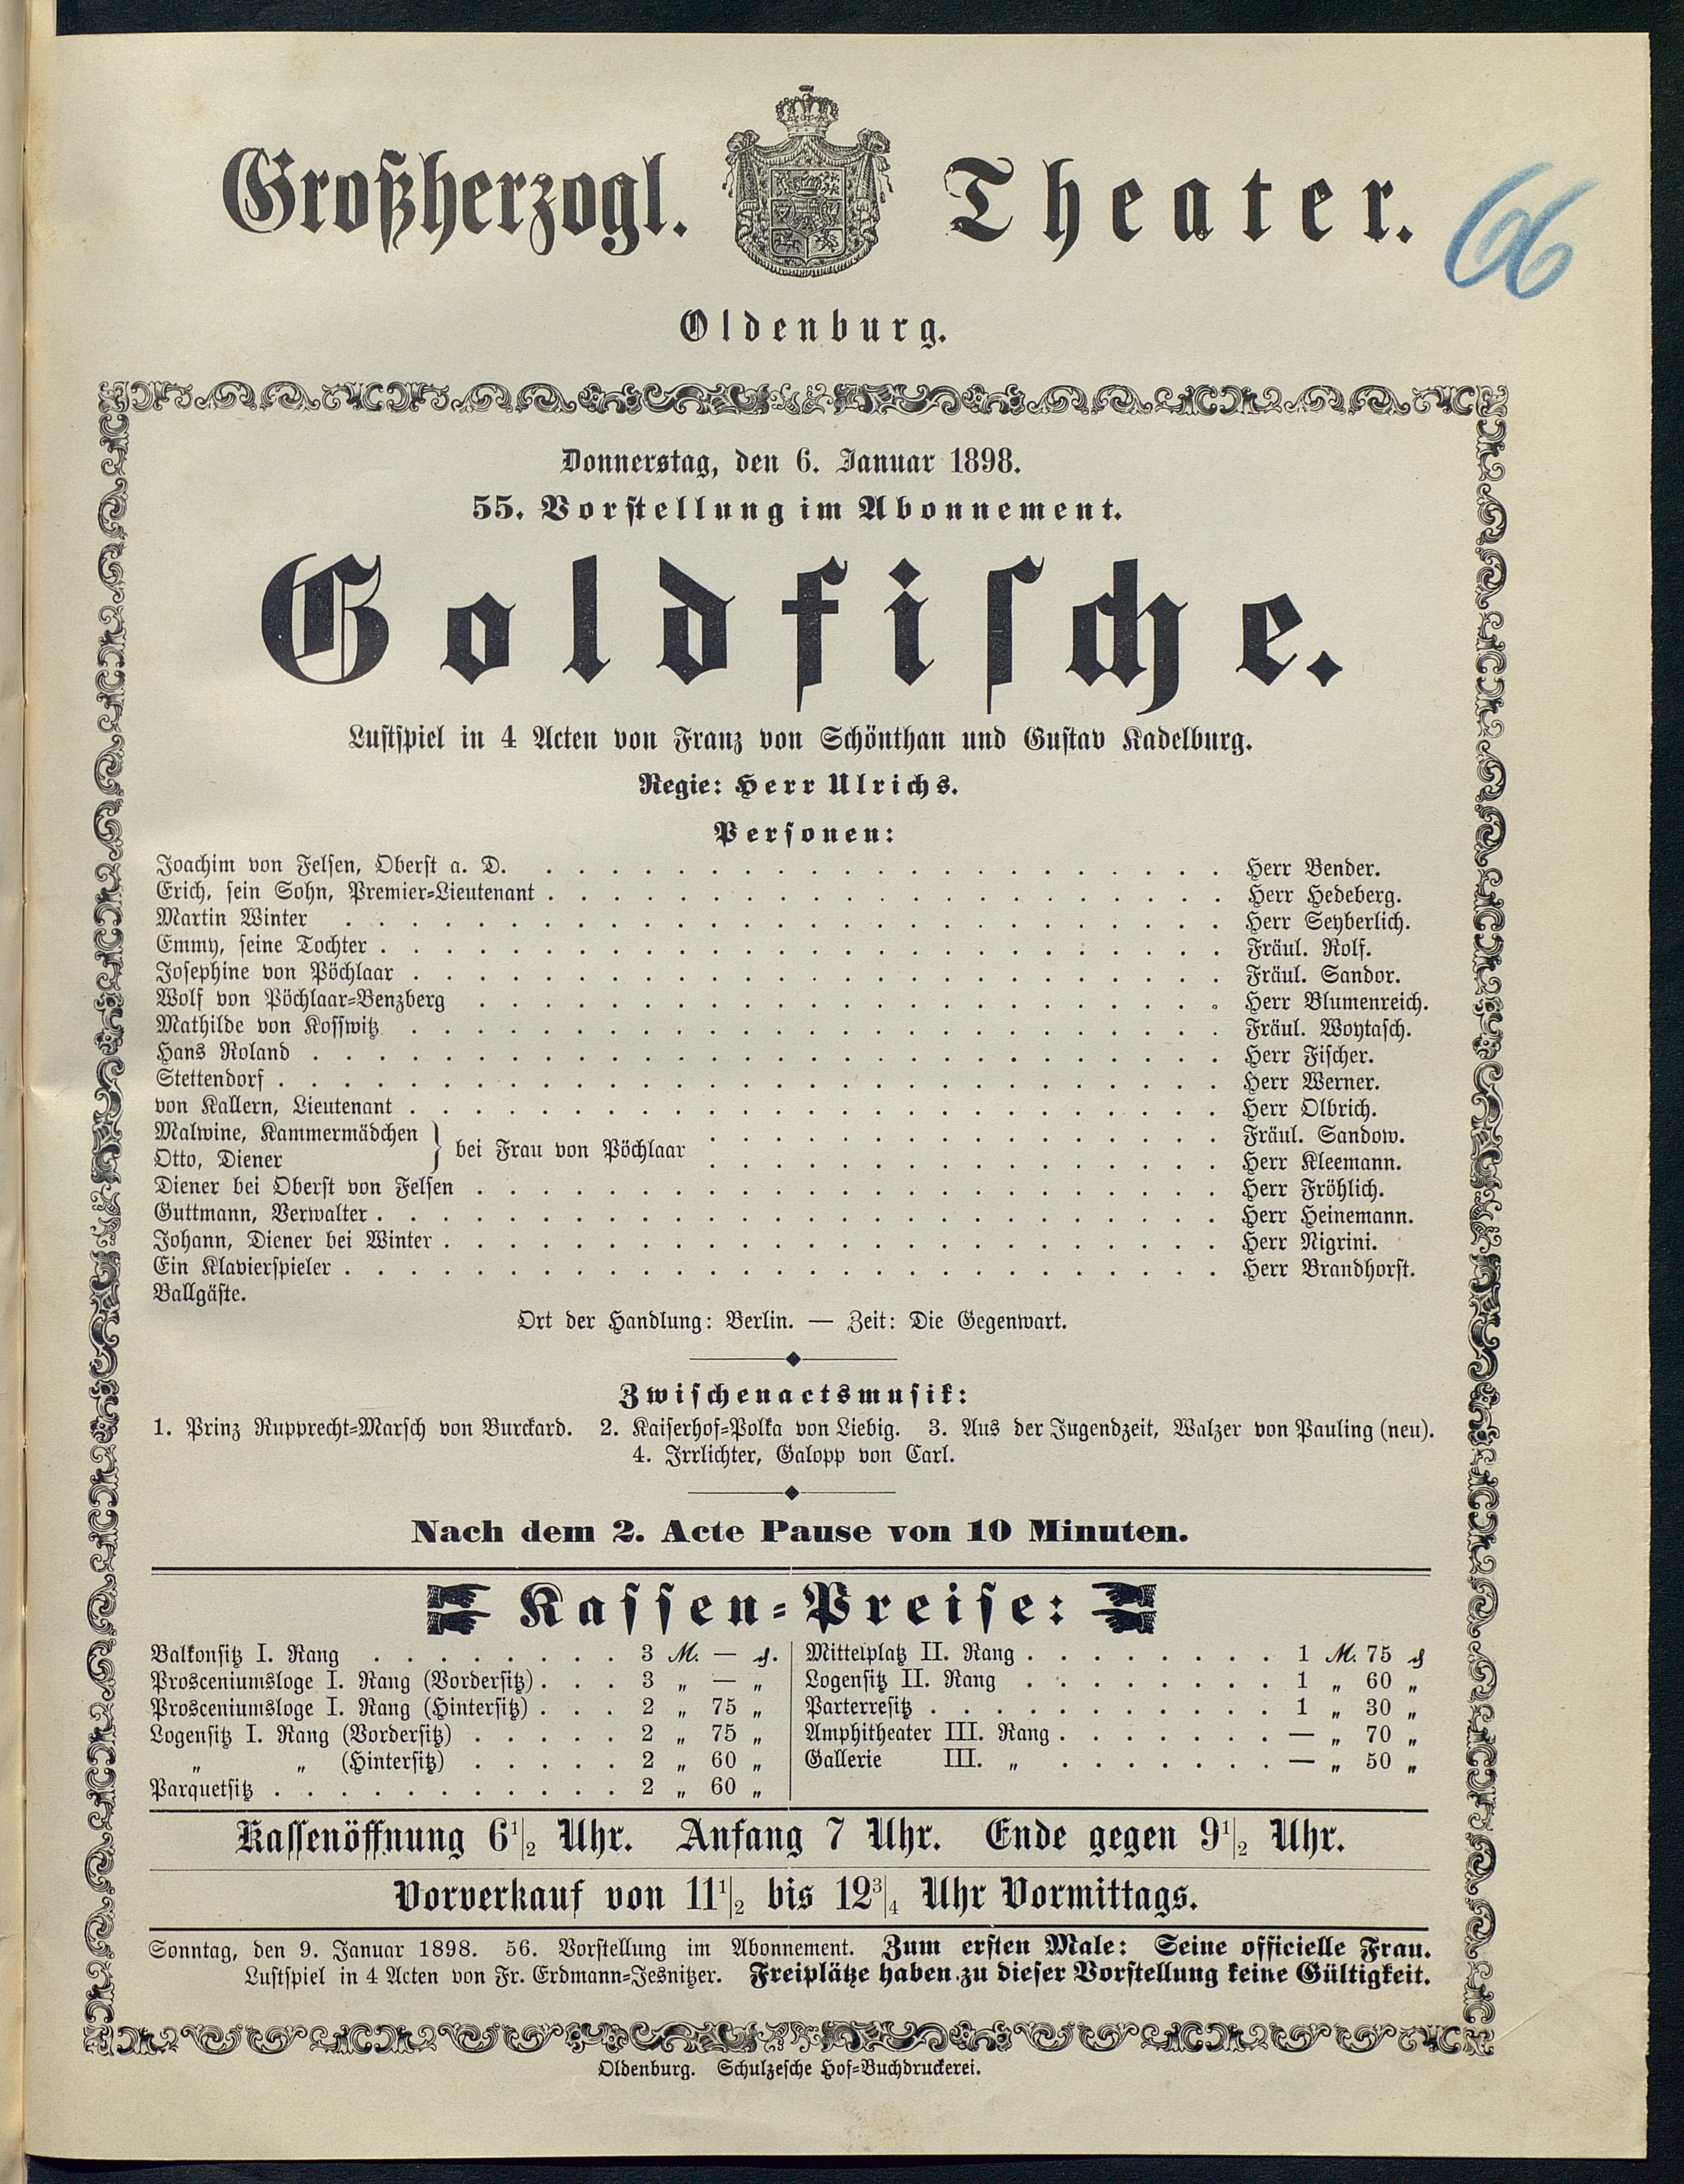 Großherzogl. Theater.
66
Oldenburg.
Donnerstag, den 6. Januar 1898.
55. Vorstellung im Abonnement.
Goldfische.
Lustspiel in 4 Acten von Franz von Schönthan und Gustav Kadelburg.
Regie: Herr Ulrichs.
Personen:
Joachim von Felsen, Oberst a. D. . . . . . . . . Herr Bender.
Erich, sein Sohn, Premier-Lieutenant . . . . . . . . Herr Hedeberg.
Martin Winter . . . . . . . . Herr Seyberlich.
Emmy, seine Tochter . . . . . . . . Fräul. Rolf.
Josephine von Pöchlaar . . . . . . . . Fräul. Sandor.
Wolf von Pöchlaar-Benzberg . . . . . . . . Herr Blumenreich.
Mathilde von Kosswitz . . . . . . . . Fräul. Woytasch.
Hans Roland . . . . . . . . Herr Fischer.
Stettendorf . . . . . . . . Herr Werner.
von Kallern, Lieutenant . . . . . . . . Herr Olbrich.
Malwine, Kammermädchen } bei Frau von Pöchlaar . . . . . . . . Fräul. Sandow.
Otto, Diener . . . . . . . . Herr Kleemann.
Diener bei Oberst von Felsen . . . . . . . . Herr Fröhlich.
Guttmann, Verwalter . . . . . . . . Herr Heinemann.
Johann, Diener bei Winter . . . . . . . . Herr Nigrini.
Ein Klavierspieler . . . . . . . . Herr Brandhorst.
Ballgäste.
Ort der Handlung: Berlin. — Zeit: Die Gegenwart.
Zwischenactsmusik:
1. Prinz Rupprecht-Marsch von Burckard. 2. Kaiserhof-Polka von Liebig. 3. Aus der Jugendzeit, Walzer von Pauling (neu).
4. Irrlichter, Galopp von Carl.
Nach dem 2. Acte Pause von 10 Minuten.
Kassen-Preise:
Balkonsitz I. Rang . . . . . . . . 3 M. — ₰.
Prosceniumsloge I. Rang (Vordersitz) . . . 3 „ — „
Prosceniumsloge I. Rang (Hintersitz) . . . 2 „ 75 „
Logensitz I. Rang (Vordersitz) . . . . . 2 „ 75 „
„ „ (Hintersitz) . . . . . 2 „ 60 „
Parquetsitz . . . . . . . . . . . 2 „ 60 „
Mittelplatz II. Rang . . . . . . . . 1 M. 75 ₰
Logensitz II. Rang . . . . . . . . 1 „ 60 „
Parterresitz . . . . . . . . . . . 1 „ 30 „
Amphitheater III. Rang . . . . . . . — „ 70 „
Gallerie III. „ . . . . . . . — „ 50 „
Kassenöffnung 6 1/2 Uhr. Anfang 7 Uhr. Ende gegen 9 1/2 Uhr.
Vorverkauf von 11 1/2 bis 12 3/4 Uhr Vormittags.
Sonntag, den 9. Januar 1898. 56. Vorstellung im Abonnement. Zum ersten Male: Seine officielle Frau.
Lustspiel in 4 Acten von Fr. Erdmann-Jesnitzer. Freiplätze haben zu dieser Vorstellung keine Gültigkeit.
Oldenburg. Schulzesche Hof-Buchdruckerei.